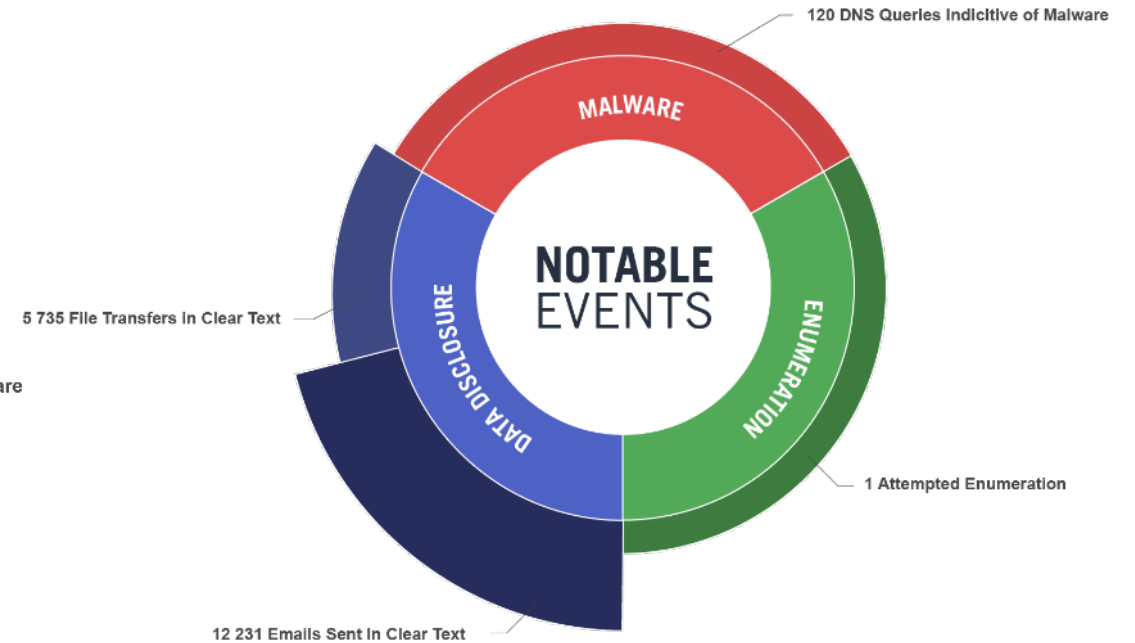 120 DNS Queries Indicitive of Malware
MALWARE
NOTABLE
EVENTS
ENUMERATION
DATA DISCLOSURE
5 735 File Transfers in Clear Text
are
1 Attempted Enumeration
12 231 Emails Sent in Clear Text